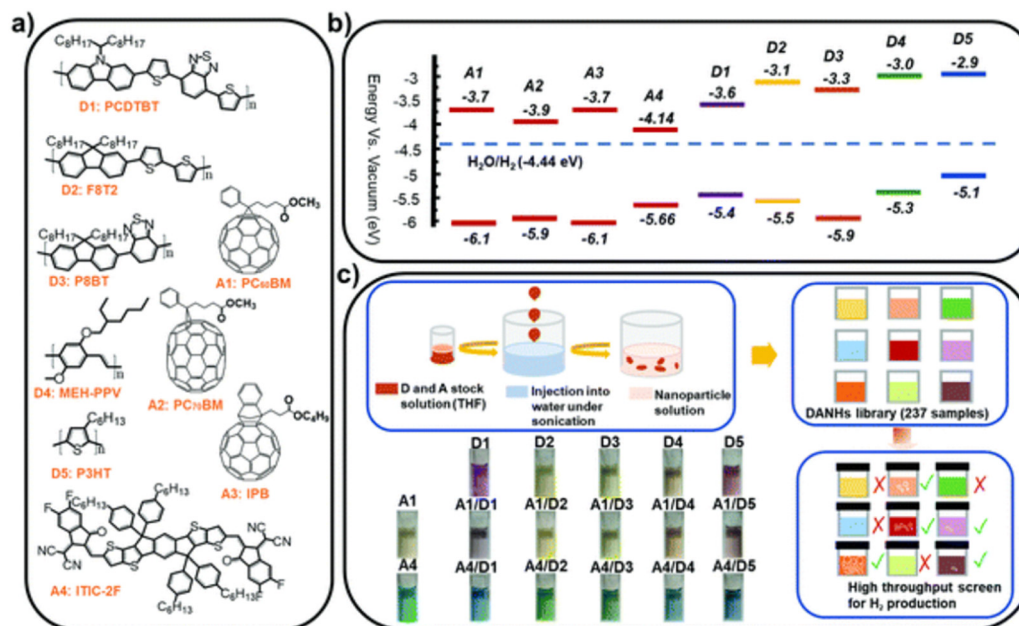 a)
C8H17 C8H17
N
N S N
S S n
D1: PCDTBT
C8H17 C8H17
S S n
D2: F8T2
C8H17 C8H17 N S N
n
D3: P8BT
OCH3
O
A1: PC60BM
O
n
O
D4: MEH-PPV
OCH3
O
A2: PC70BM
C6H13
S n
D5: P3HT
OC4H9
O
A3: IPB
C6H13 C6H13
F F O NC CN S S S S CN CN O F F
C6H13 C6H13
A4: ITIC-2F
b)
Energy Vs. Vacuum (eV)
-3
-3.5
-4
-4.5
-5
-5.5
-6
A1 A2 A3 A4 D1 D2 D3 D4 D5
-3.7 -3.9 -3.7 -4.14 -3.6 -3.1 -3.3 -3.0 -2.9
H2O/H2 (-4.44 eV)
-6.1 -5.9 -6.1 -5.66 -5.4 -5.5 -5.9 -5.3 -5.1
c)
D and A stock
solution (THF)
Injection into
water under
sonication
Nanoparticle
solution
DANHs library (237 samples)
D1 D2 D3 D4 D5
A1 A1/D1 A1/D2 A1/D3 A1/D4 A1/D5
A4 A4/D1 A4/D2 A4/D3 A4/D4 A4/D5
High throughput screen
for H2 production